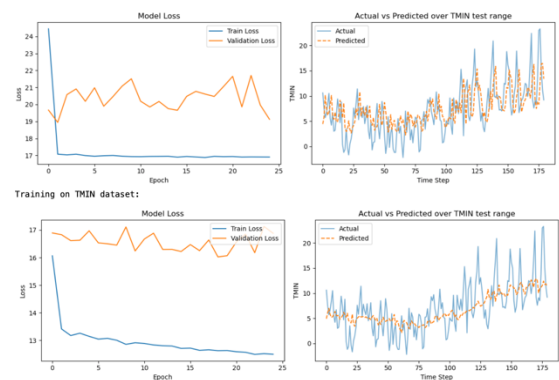 Model Loss
Train Loss
Validation Loss
24
23
22
21
20
19
18
17
Loss
0
5
10
15
20
25
Epoch
Actual vs Predicted over TMIN test range
Actual
Predicted
20
15
10
5
0
TMIN
0
25
50
75
100
125
150
175
Time Step
Training on TMIN dataset:
Model Loss
Train Loss
Validation Loss
17
16
15
14
13
Loss
0
5
10
15
20
25
Epoch
Actual vs Predicted over TMIN test range
Actual
Predicted
20
15
10
5
0
TMIN
0
25
50
75
100
125
150
175
Time Step